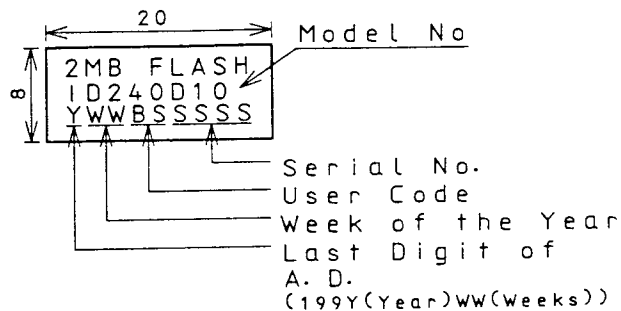 20
Model No
8
2MB FLASH
ID240D10
YWWBSSSSS
Serial No.
User Code
Week of the Year
Last Digit of
A. D.
(199Y(Year)WW(Weeks))